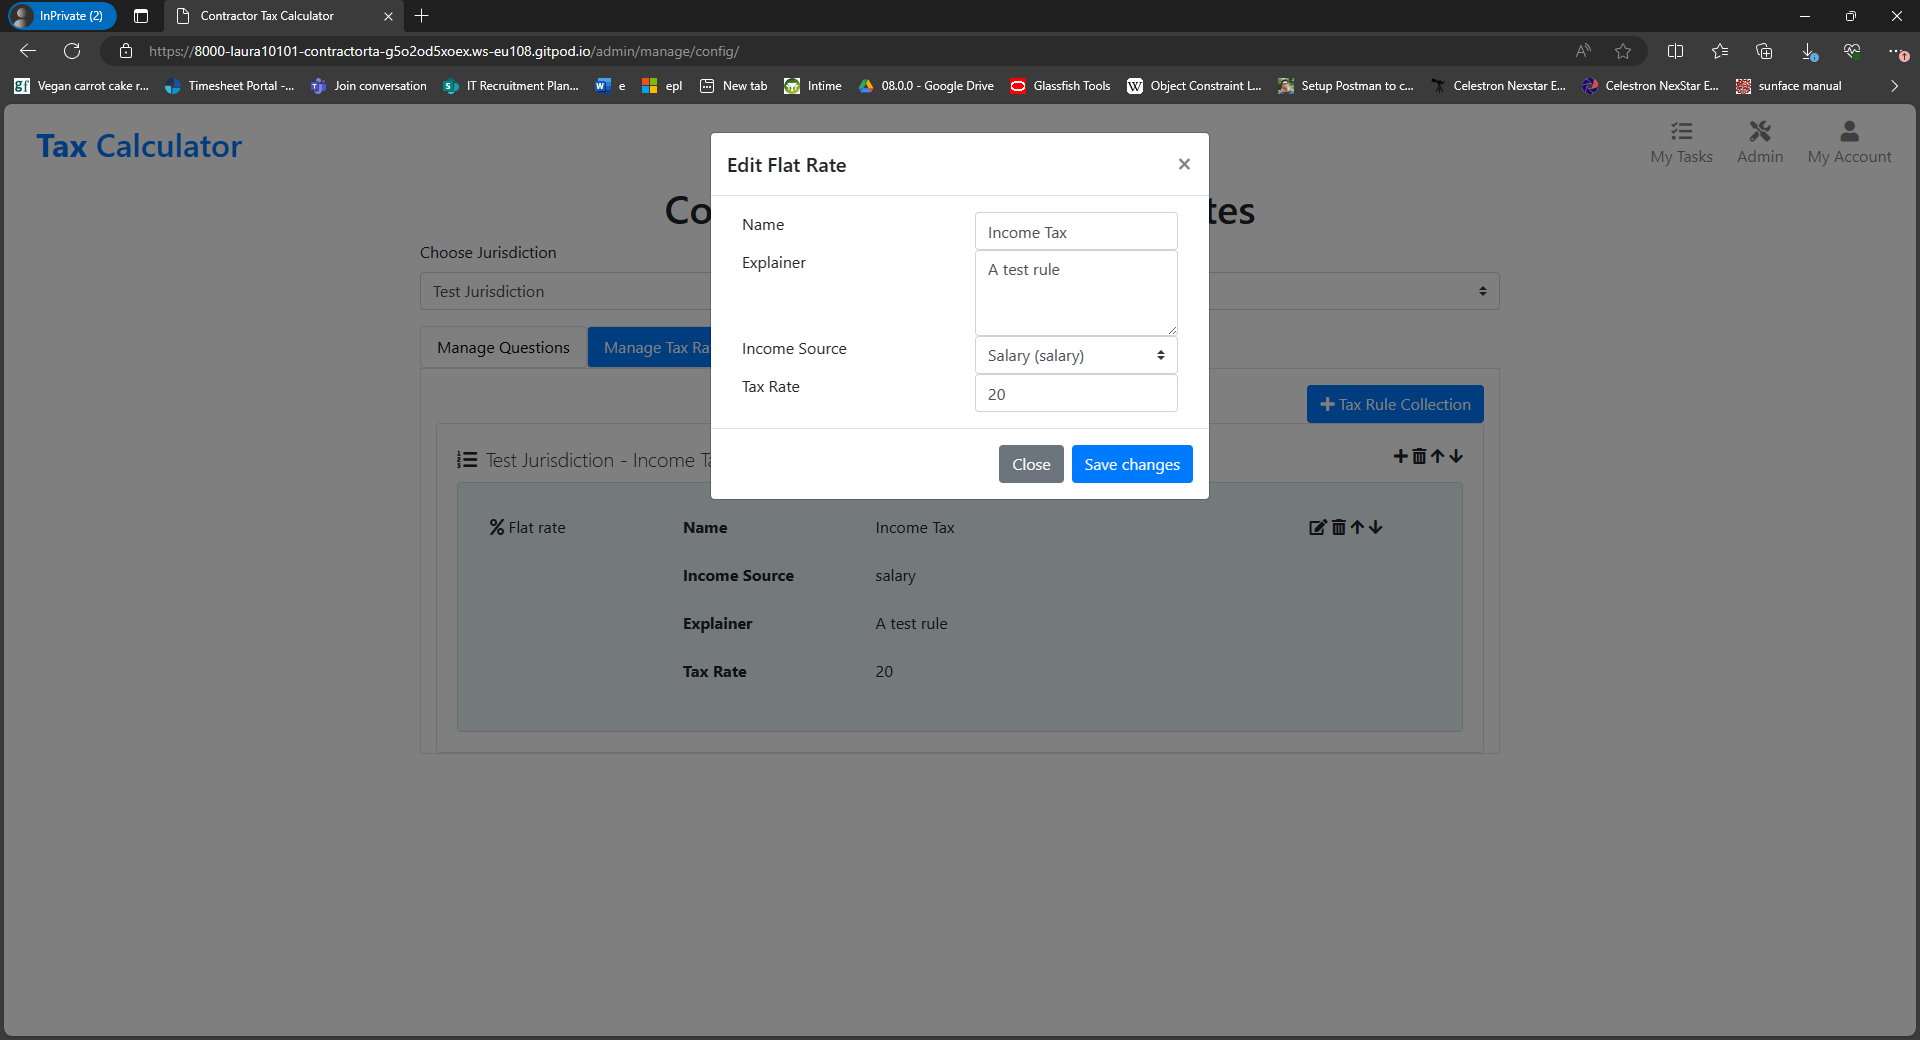 InPrivate (2)
Contractor Tax Calculator
https://8000-laura10101-contractorta-g5o2od5xoex.ws-eu108.gitpod.io/admin/manage/config/
Vegan carrot cake r... Timesheet Portal -... Join conversation IT Recruitment Plan... e epl New tab Intime 08.0.0 - Google Drive Glassfish Tools Object Constraint L... Setup Postman to c... Celestron Nexstar E... Celestron NexStar E... sunface manual
Tax Calculator
My Tasks Admin My Account
Edit Flat Rate
Co tes
Name Income Tax
Explainer A test rule
Income Source Salary (salary)
Tax Rate 20
Close Save changes
Choose Jurisdiction
Test Jurisdiction
Manage Questions Manage Tax Ra
Tax Rule Collection
Test Jurisdiction - Income Ta
Flat rate Name Income Tax
Income Source salary
Explainer A test rule
Tax Rate 20